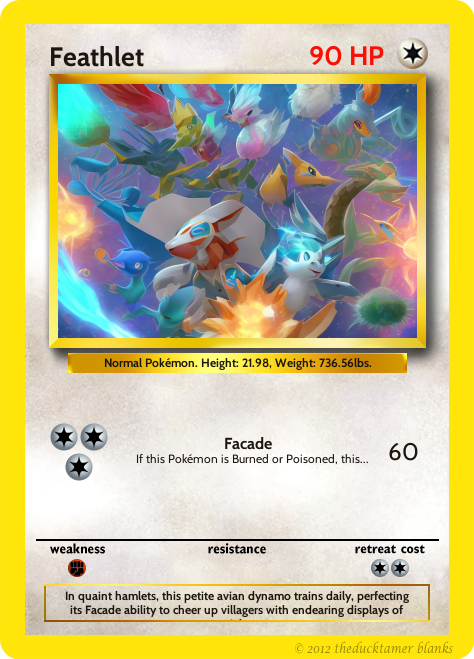 Feathlet
90 HP
Normal Pokémon. Height: 21.98, Weight: 736.56lbs.
Facade
If this Pokémon is Burned or Poisoned, this...
60
weakness
resistance
retreat cost
In quaint hamlets, this petite avian dynamo trains daily, perfecting
its Facade ability to cheer up villagers with endearing displays of
© 2012 theducktamer blanks